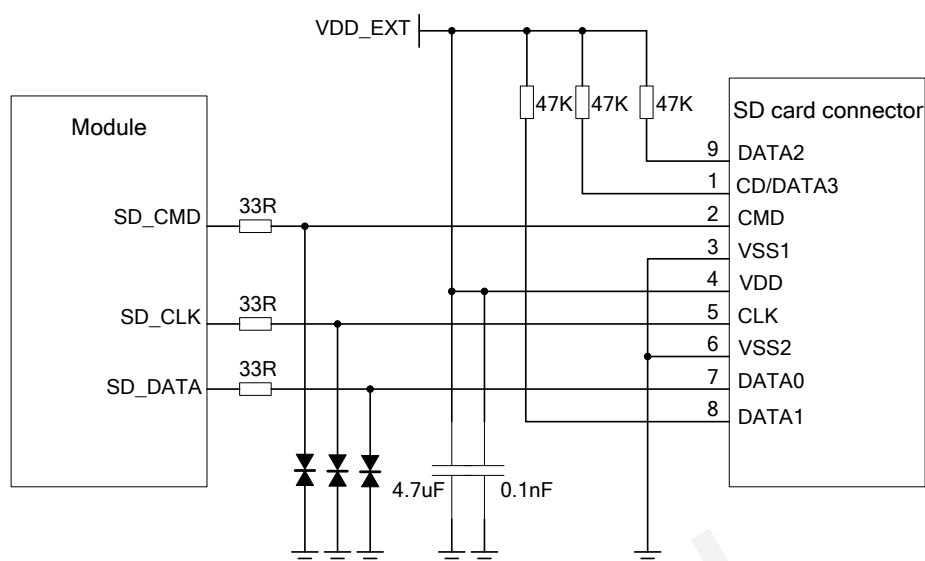 VDD_EXT
47K 47K 47K
Module
SD card connector
9 DATA2
1 CD/DATA3
SD_CMD 33R 2 CMD
3 VSS1
4 VDD
SD_CLK 33R 5 CLK
6 VSS2
SD_DATA 33R 7 DATA0
8 DATA1
4.7uF 0.1nF